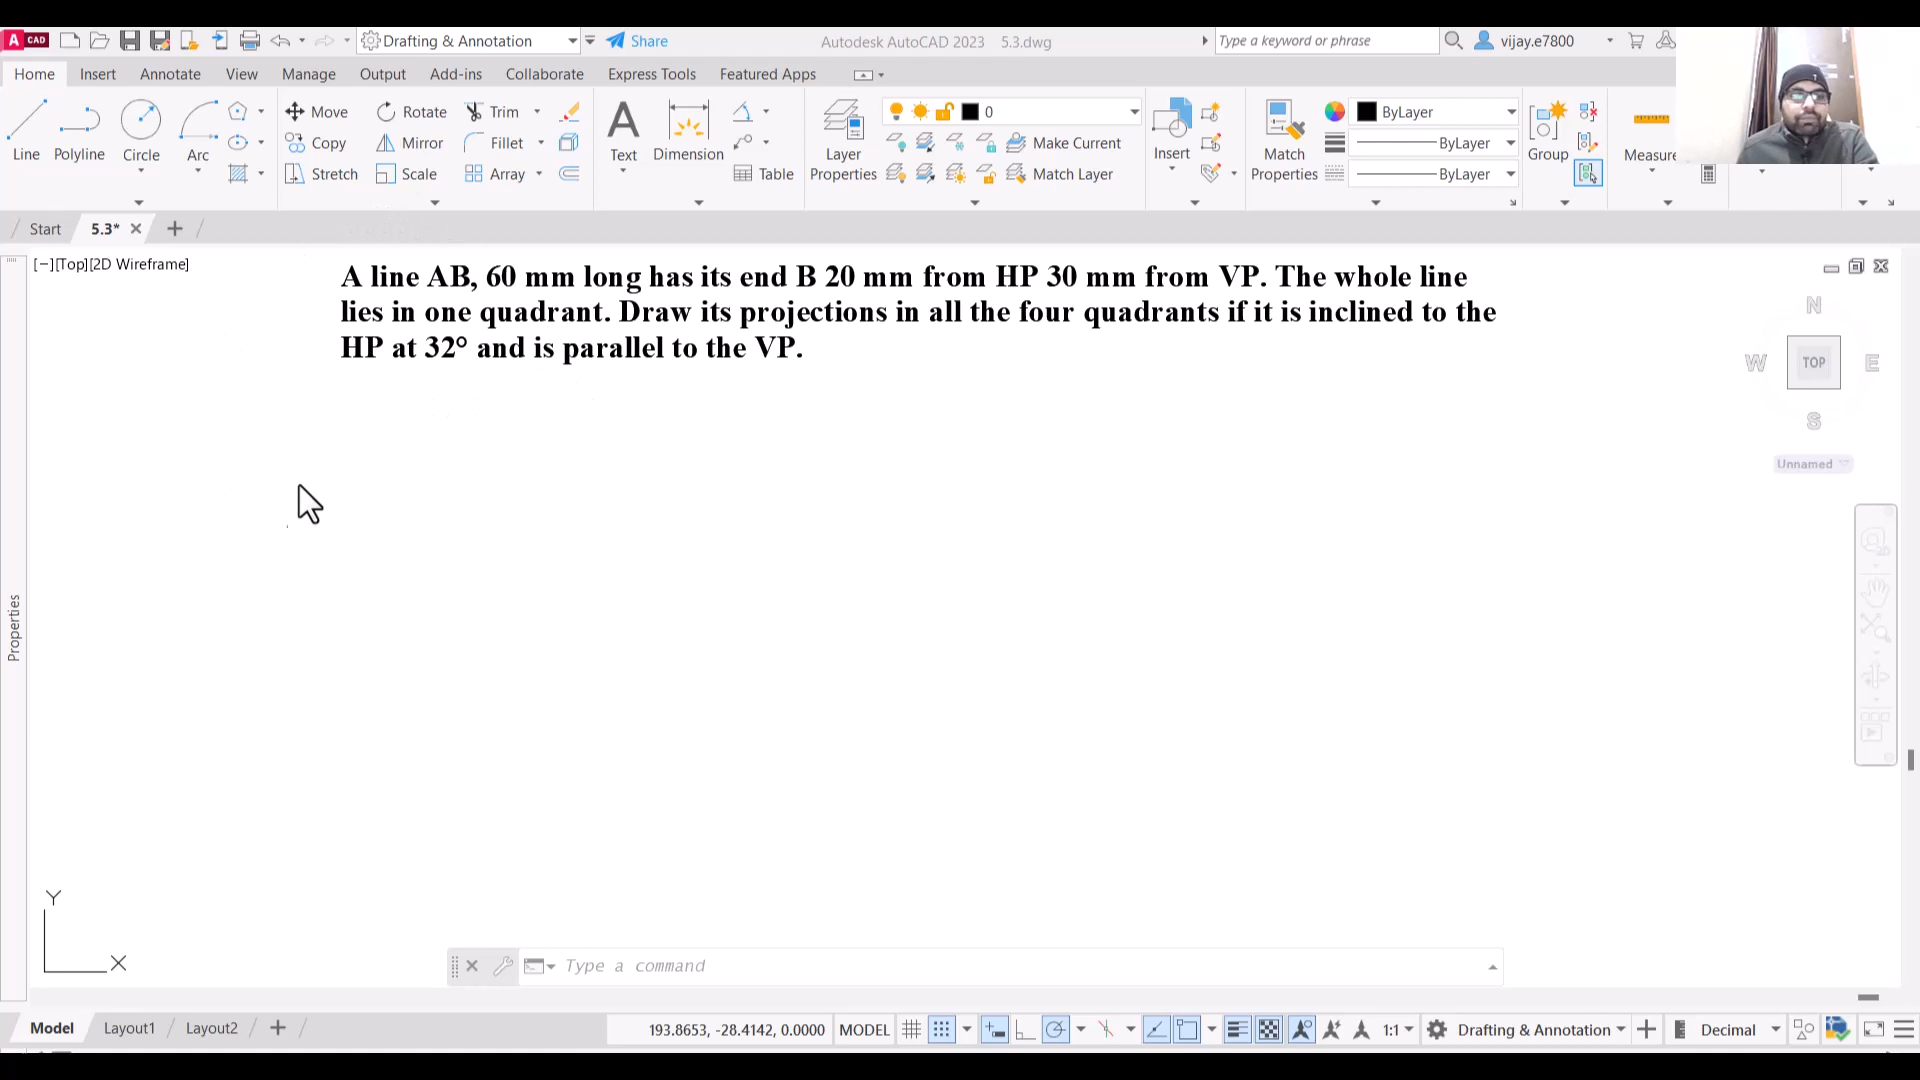 A CAD Drafting & Annotation Share Autodesk AutoCAD 2023 5.3.dwg Type a keyword or phrase vijay.e7800
Home Insert Annotate View Manage Output Add-ins Collaborate Express Tools Featured Apps
Line Polyline Circle Arc
Move Rotate Trim
Copy Mirror Fillet
Stretch Scale Array
Text Dimension Table
Layer Properties
0
Make Current
Match Layer
Insert
Match Properties
ByLayer
ByLayer
ByLayer
Group
Measure
Start 5.3*
[−][Top][2D Wireframe]
A line AB, 60 mm long has its end B 20 mm from HP 30 mm from VP. The whole line
lies in one quadrant. Draw its projections in all the four quadrants if it is inclined to the
HP at 32° and is parallel to the VP.
N
W TOP E
S
Unnamed
Properties
Y
X
Type a command
Model Layout1 Layout2 193.8653, -28.4142, 0.0000 MODEL 1:1 Drafting & Annotation Decimal